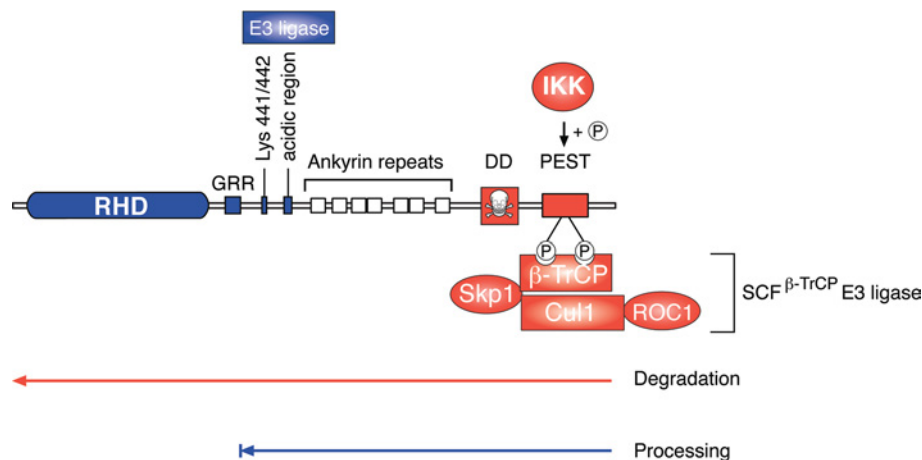 E3 ligase
Lys 441/442
acidic region
IKK
+ P
GRR
Ankyrin repeats
DD
PEST
RHD
P P
β-TrCP
Skp1
Cul1
ROC1
SCF β-TrCP E3 ligase
Degradation
Processing